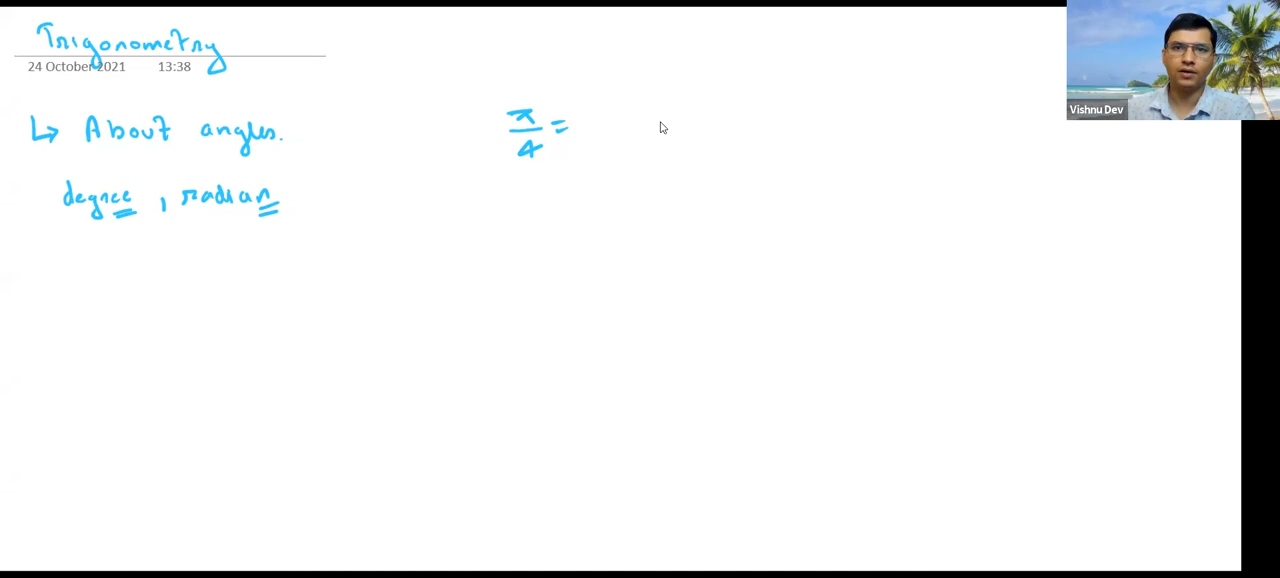 Trigonometry
24 October 2021 13:38
↳ About angles.
degree, radian
π/4 =
Vishnu Dev